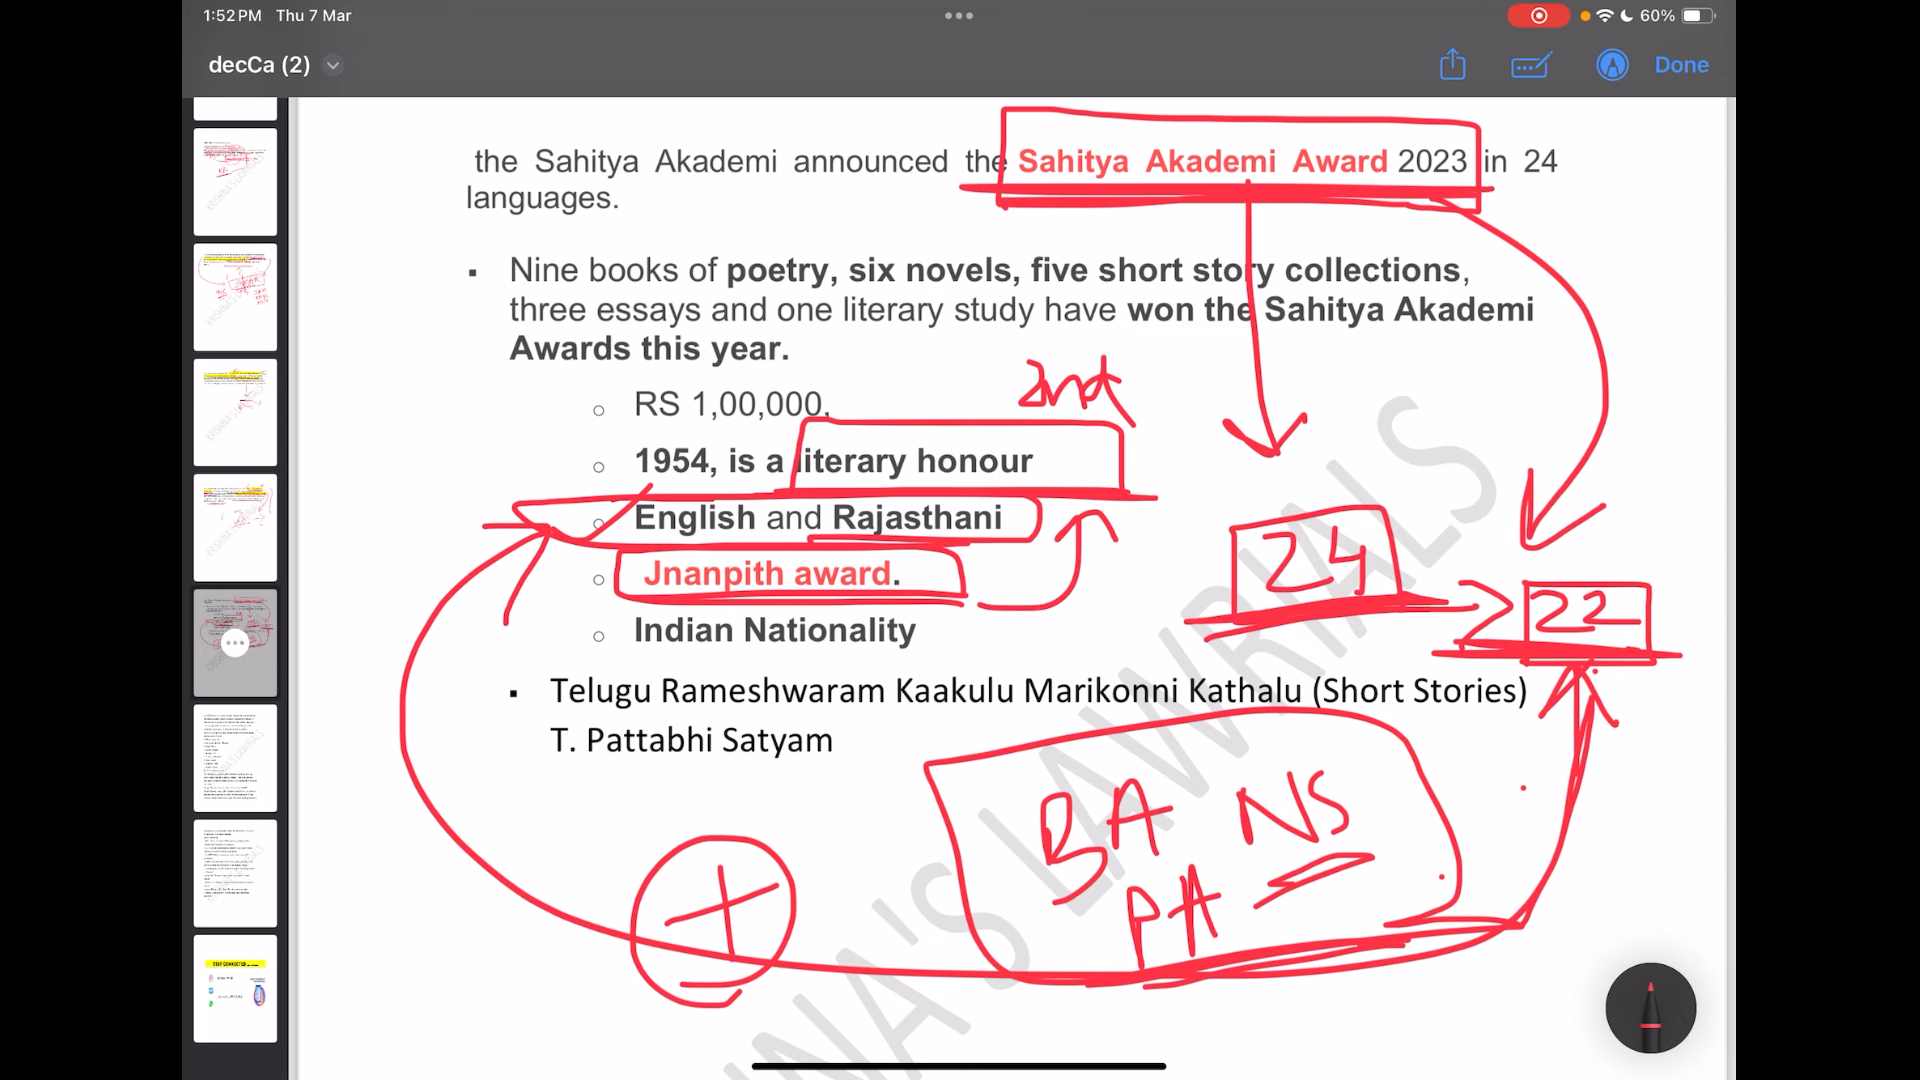 1:52 PM Thu 7 Mar
60%
decCa (2)
Done
the Sahitya Akademi announced the Sahitya Akademi Award 2023 in 24
languages.
▪ Nine books of poetry, six novels, five short story collections,
three essays and one literary study have won the Sahitya Akademi
Awards this year.
2nd
○ RS 1,00,000,
○ 1954, is a literary honour
○ English and Rajasthani
24
○ Jnanpith award.
22
○ Indian Nationality
▪ Telugu Rameshwaram Kaakulu Marikonni Kathalu (Short Stories)
T. Pattabhi Satyam
BA NS
PA
+
NA'S LAWRIALS